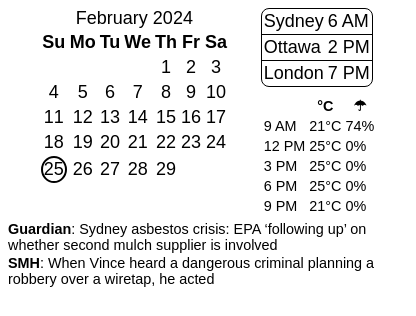 February 2024
Su Mo Tu We Th Fr Sa
1 2 3
4 5 6 7 8 9 10
11 12 13 14 15 16 17
18 19 20 21 22 23 24
25 26 27 28 29
Sydney 6 AM
Ottawa 2 PM
London 7 PM
°C ☂
9 AM 21°C 74%
12 PM 25°C 0%
3 PM 25°C 0%
6 PM 25°C 0%
9 PM 21°C 0%
Guardian: Sydney asbestos crisis: EPA ‘following up’ on
whether second mulch supplier is involved
SMH: When Vince heard a dangerous criminal planning a
robbery over a wiretap, he acted